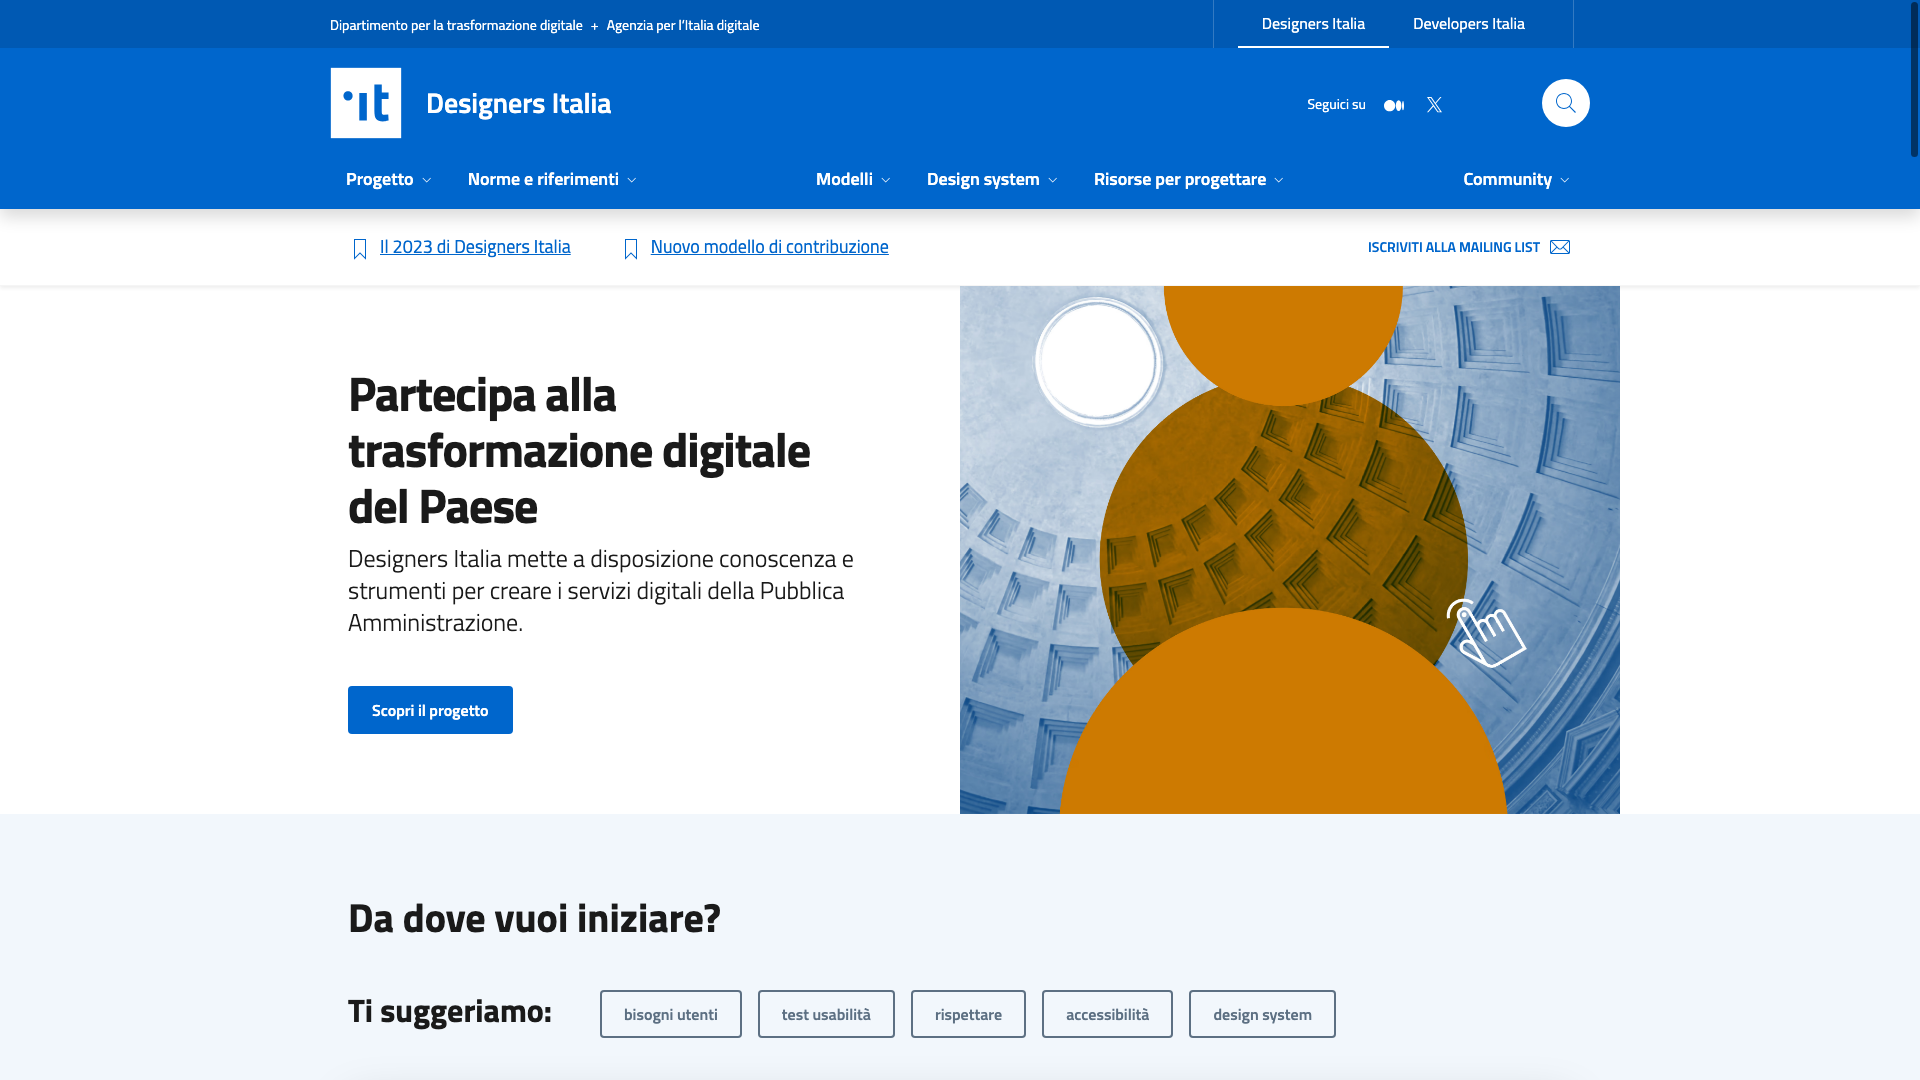 Dipartimento per la trasformazione digitale + Agenzia per l'Italia digitale
Designers Italia
Developers Italia
it
Designers Italia
Seguici su
Progetto
Norme e riferimenti
Modelli
Design system
Risorse per progettare
Community
Il 2023 di Designers Italia
Nuovo modello di contribuzione
ISCRIVITI ALLA MAILING LIST
Partecipa alla
trasformazione digitale
del Paese
Designers Italia mette a disposizione conoscenza e
strumenti per creare i servizi digitali della Pubblica
Amministrazione.
Scopri il progetto
Da dove vuoi iniziare?
Ti suggeriamo:
bisogni utenti
test usabilità
rispettare
accessibilità
design system